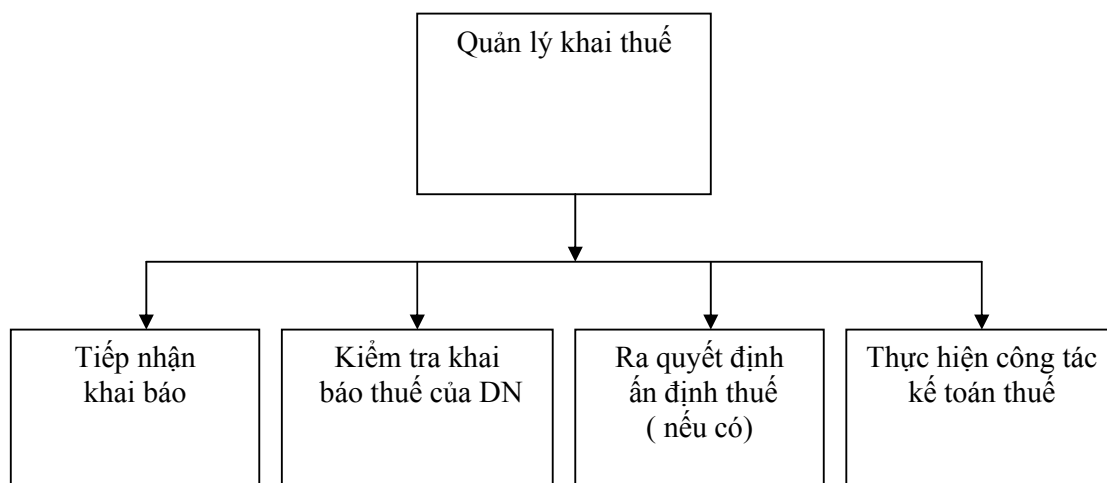 Quản lý khai thuế
Tiếp nhận
khai báo
Kiểm tra khai
báo thuế của DN
Ra quyết định
ấn định thuế
( nếu có)
Thực hiện công tác
kế toán thuế